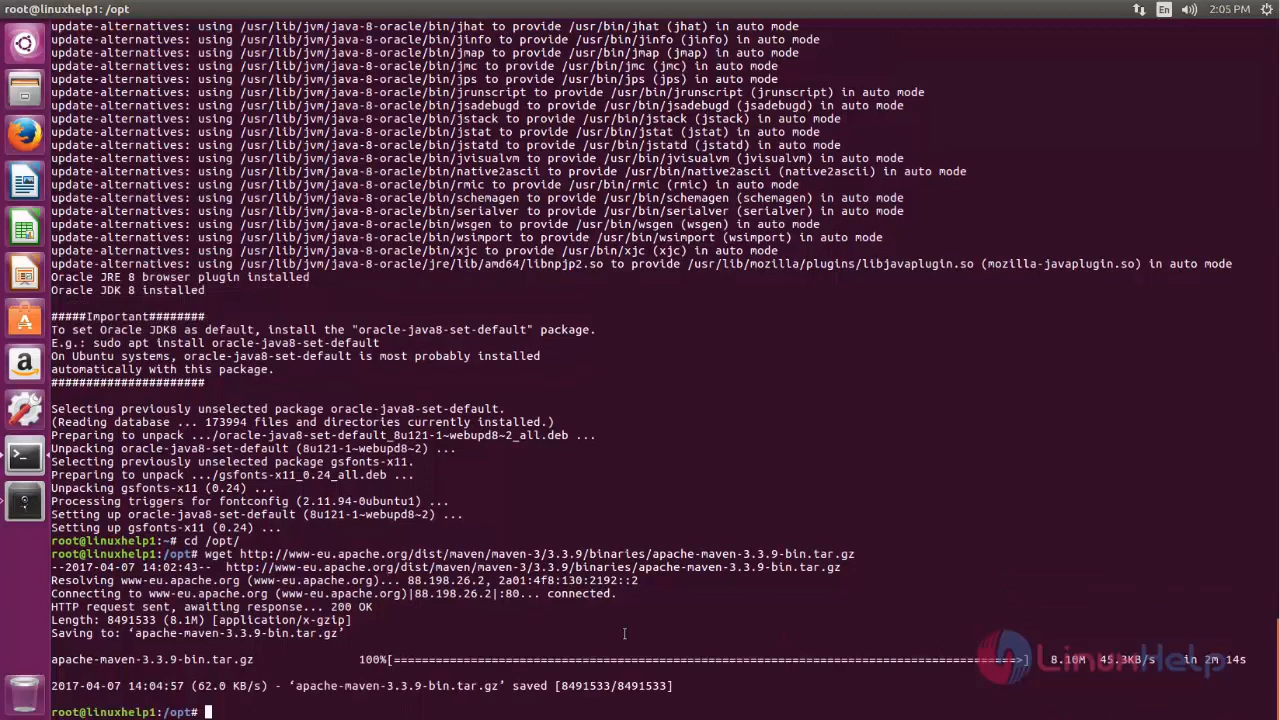 root@linuxhelp1: /opt
En
2:05 PM
update-alternatives: using /usr/lib/jvm/java-8-oracle/bin/jhat to provide /usr/bin/jhat (jhat) in auto mode
update-alternatives: using /usr/lib/jvm/java-8-oracle/bin/jinfo to provide /usr/bin/jinfo (jinfo) in auto mode
update-alternatives: using /usr/lib/jvm/java-8-oracle/bin/jmap to provide /usr/bin/jmap (jmap) in auto mode
update-alternatives: using /usr/lib/jvm/java-8-oracle/bin/jmc to provide /usr/bin/jmc (jmc) in auto mode
update-alternatives: using /usr/lib/jvm/java-8-oracle/bin/jps to provide /usr/bin/jps (jps) in auto mode
update-alternatives: using /usr/lib/jvm/java-8-oracle/bin/jrunscript to provide /usr/bin/jrunscript (jrunscript) in auto mode
update-alternatives: using /usr/lib/jvm/java-8-oracle/bin/jsadebugd to provide /usr/bin/jsadebugd (jsadebugd) in auto mode
update-alternatives: using /usr/lib/jvm/java-8-oracle/bin/jstack to provide /usr/bin/jstack (jstack) in auto mode
update-alternatives: using /usr/lib/jvm/java-8-oracle/bin/jstat to provide /usr/bin/jstat (jstat) in auto mode
update-alternatives: using /usr/lib/jvm/java-8-oracle/bin/jstatd to provide /usr/bin/jstatd (jstatd) in auto mode
update-alternatives: using /usr/lib/jvm/java-8-oracle/bin/jvisualvm to provide /usr/bin/jvisualvm (jvisualvm) in auto mode
update-alternatives: using /usr/lib/jvm/java-8-oracle/bin/native2ascii to provide /usr/bin/native2ascii (native2ascii) in auto mode
update-alternatives: using /usr/lib/jvm/java-8-oracle/bin/rmic to provide /usr/bin/rmic (rmic) in auto mode
update-alternatives: using /usr/lib/jvm/java-8-oracle/bin/schemagen to provide /usr/bin/schemagen (schemagen) in auto mode
update-alternatives: using /usr/lib/jvm/java-8-oracle/bin/serialver to provide /usr/bin/serialver (serialver) in auto mode
update-alternatives: using /usr/lib/jvm/java-8-oracle/bin/wsgen to provide /usr/bin/wsgen (wsgen) in auto mode
update-alternatives: using /usr/lib/jvm/java-8-oracle/bin/wsimport to provide /usr/bin/wsimport (wsimport) in auto mode
update-alternatives: using /usr/lib/jvm/java-8-oracle/bin/xjc to provide /usr/bin/xjc (xjc) in auto mode
update-alternatives: using /usr/lib/jvm/java-8-oracle/jre/lib/amd64/libnpjp2.so to provide /usr/lib/mozilla/plugins/libjavaplugin.so (mozilla-javaplugin.so) in auto mode
Oracle JRE 8 browser plugin installed
Oracle JDK 8 installed
#####Important########
To set Oracle JDK8 as default, install the "oracle-java8-set-default" package.
E.g.: sudo apt install oracle-java8-set-default
On Ubuntu systems, oracle-java8-set-default is most probably installed
automatically with this package.
######################
Selecting previously unselected package oracle-java8-set-default.
(Reading database ... 173994 files and directories currently installed.)
Preparing to unpack .../oracle-java8-set-default_8u121-1~webupd8~2_all.deb ...
Unpacking oracle-java8-set-default (8u121-1~webupd8~2) ...
Selecting previously unselected package gsfonts-x11.
Preparing to unpack .../gsfonts-x11_0.24_all.deb ...
Unpacking gsfonts-x11 (0.24) ...
Processing triggers for fontconfig (2.11.94-0ubuntu1) ...
Setting up oracle-java8-set-default (8u121-1~webupd8~2) ...
Setting up gsfonts-x11 (0.24) ...
root@linuxhelp1:~# cd /opt/
root@linuxhelp1:/opt# wget http://www-eu.apache.org/dist/maven/maven-3/3.3.9/binaries/apache-maven-3.3.9-bin.tar.gz
--2017-04-07 14:02:43--  http://www-eu.apache.org/dist/maven/maven-3/3.3.9/binaries/apache-maven-3.3.9-bin.tar.gz
Resolving www-eu.apache.org (www-eu.apache.org)... 88.198.26.2, 2a01:4f8:130:2192::2
Connecting to www-eu.apache.org (www-eu.apache.org)|88.198.26.2|:80... connected.
HTTP request sent, awaiting response... 200 OK
Length: 8491533 (8.1M) [application/x-gzip]
Saving to: ‘apache-maven-3.3.9-bin.tar.gz’
apache-maven-3.3.9-bin.tar.gz 100%[=========================================================================================>] 8.10M 45.3KB/s in 2m 14s
2017-04-07 14:04:57 (62.0 KB/s) - ‘apache-maven-3.3.9-bin.tar.gz’ saved [8491533/8491533]
root@linuxhelp1:/opt#
LinuxHelp